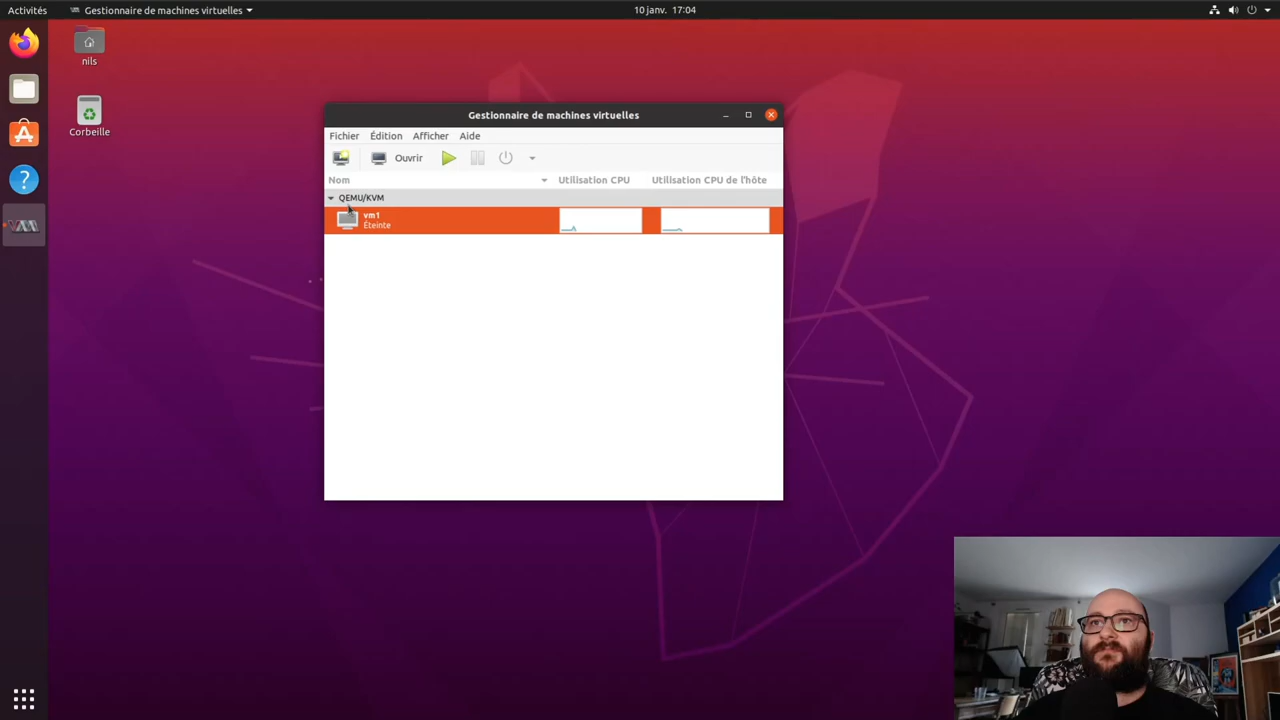 Activités
Gestionnaire de machines virtuelles
10 janv. 17:04
nils
Corbeille
Gestionnaire de machines virtuelles
Fichier Édition Afficher Aide
Ouvrir
Nom Utilisation CPU Utilisation CPU de l'hôte
QEMU/KVM
vm1
Éteinte